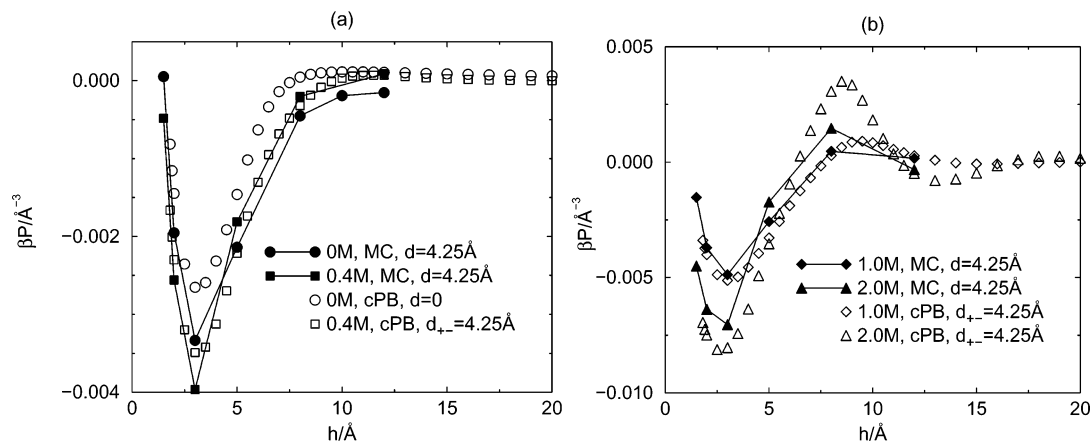 (a)
βP/Å⁻³
0.000
−0.002
−0.004
0 5 10 15 20
h/Å
0M, MC, d=4.25Å
0.4M, MC, d=4.25Å
0M, cPB, d=0
0.4M, cPB, d₊₋=4.25Å
(b)
βP/Å⁻³
0.005
0.000
−0.005
−0.010
0 5 10 15 20
h/Å
1.0M, MC, d=4.25Å
2.0M, MC, d=4.25Å
1.0M, cPB, d₊₋=4.25Å
2.0M, cPB, d₊₋=4.25Å